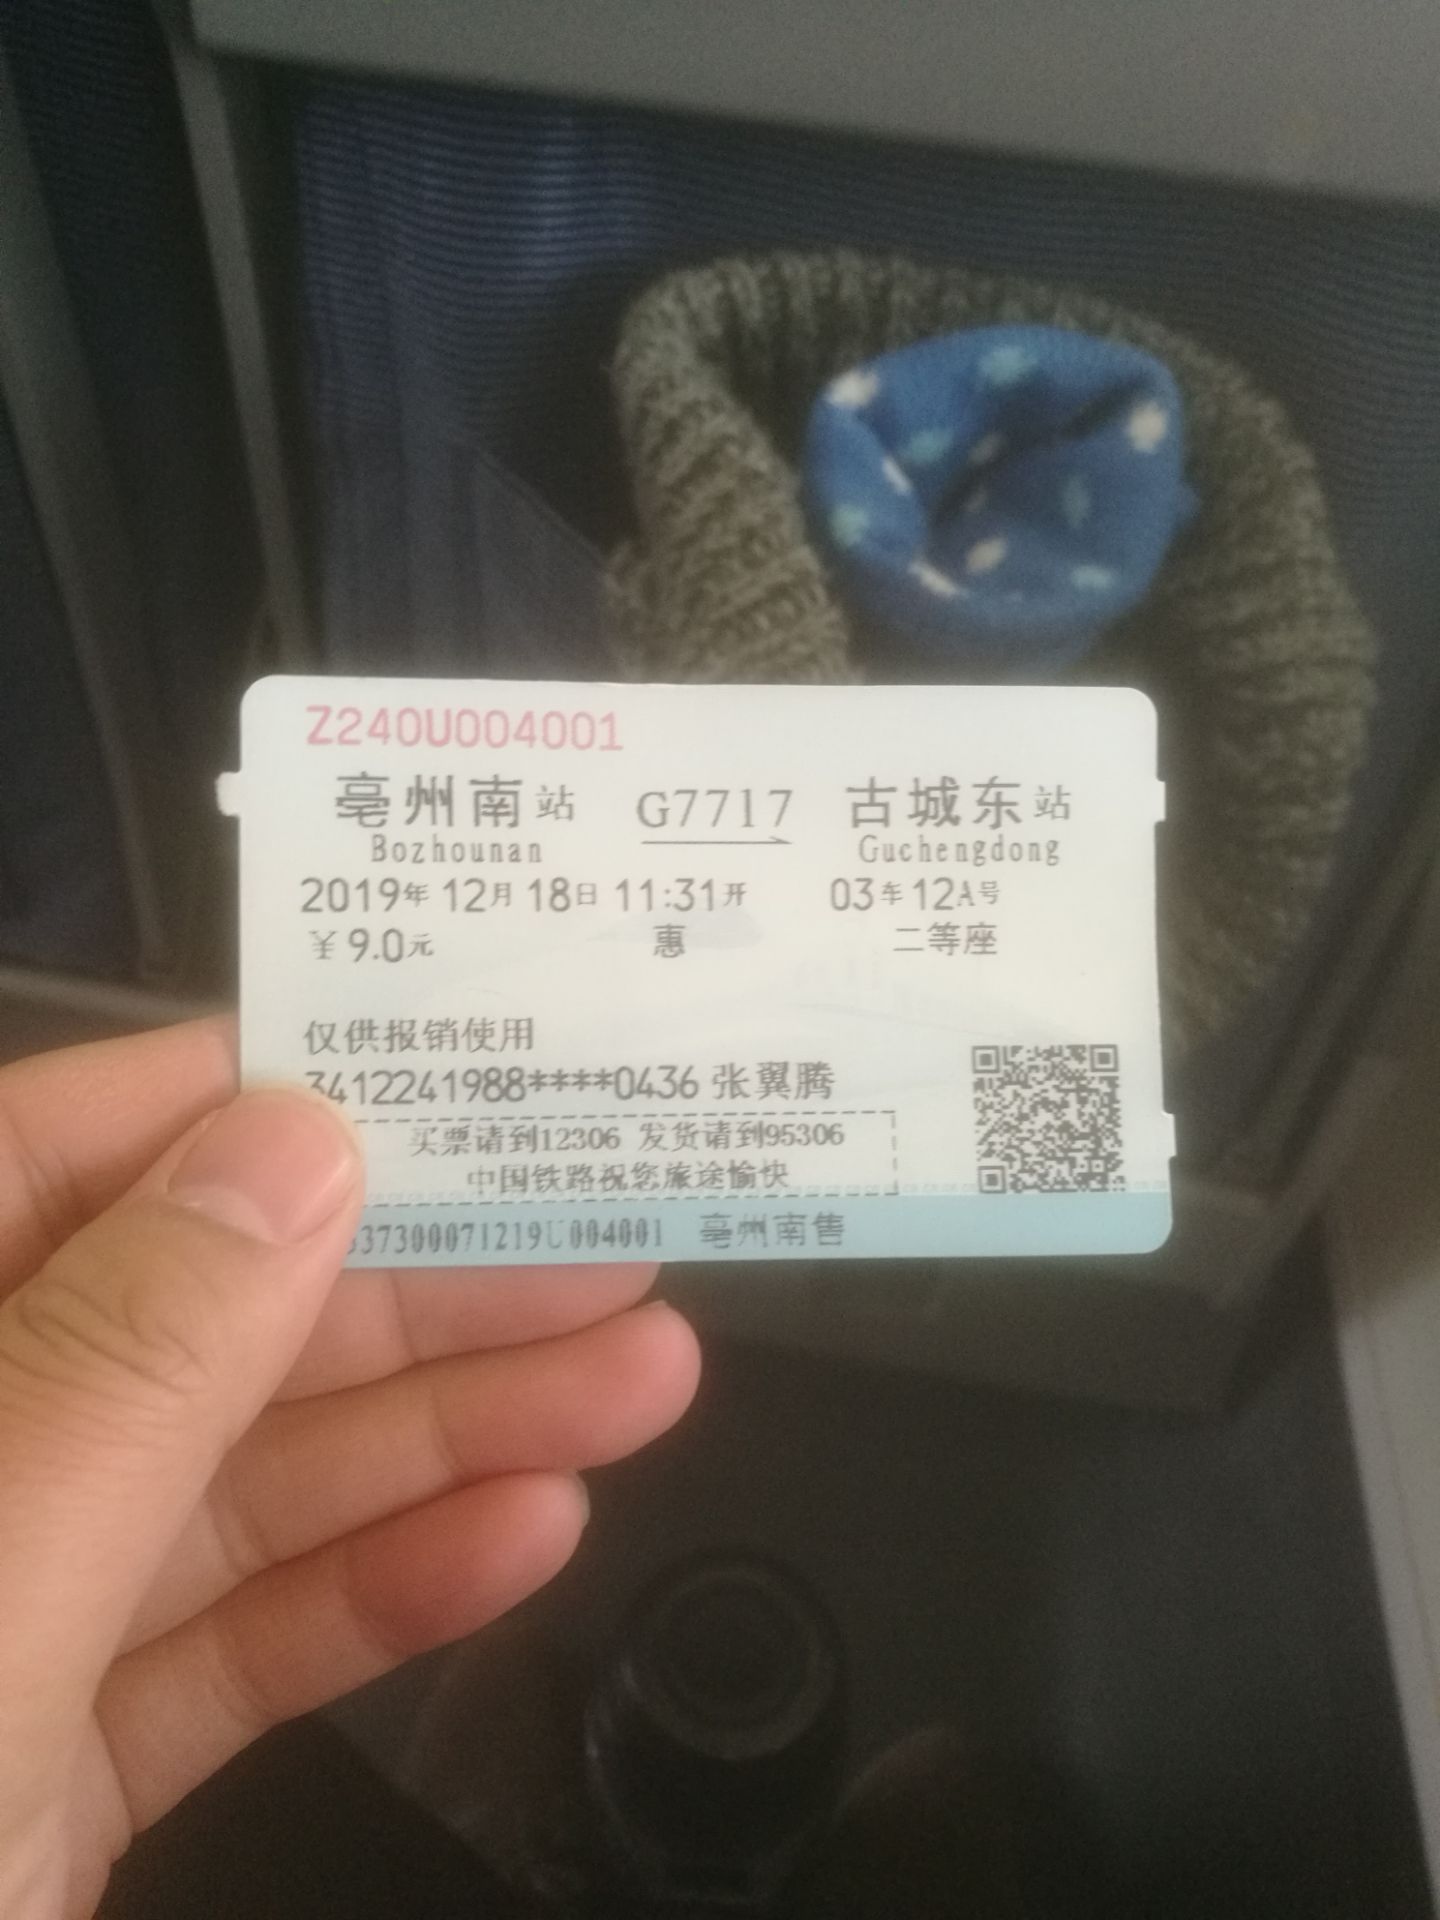 Z240U004001
亳州南站 G7717 古城东站
Bozhounan Guchengdong
2019年12月18日 11:31开 03车12A号
￥9.0元 惠 二等座
仅供报销使用
3412241988****0436 张翼腾
买票请到12306 发货请到95306
中国铁路祝您旅途愉快
37300071219U004001 亳州南售